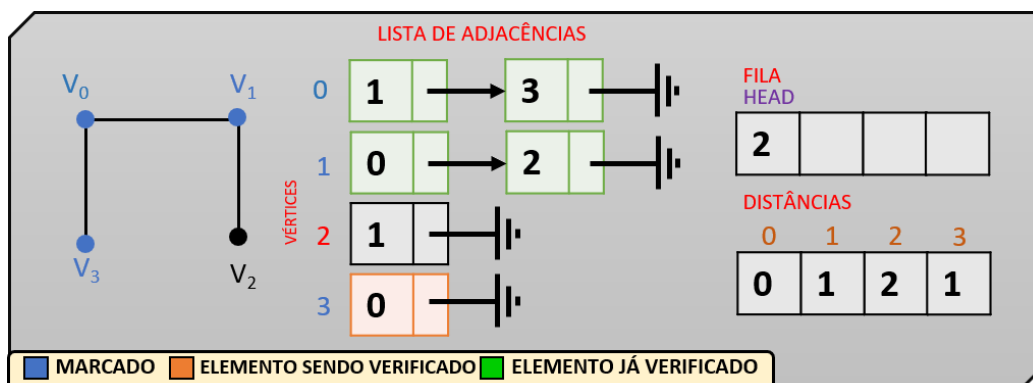 LISTA DE ADJACÊNCIAS
V0 V1
V3 V2
VÉRTICES
0 1 3
1 0 2
2 1
3 0
FILA
HEAD
2
DISTÂNCIAS
0 1 2 3
0 1 2 1
MARCADO ELEMENTO SENDO VERIFICADO ELEMENTO JÁ VERIFICADO